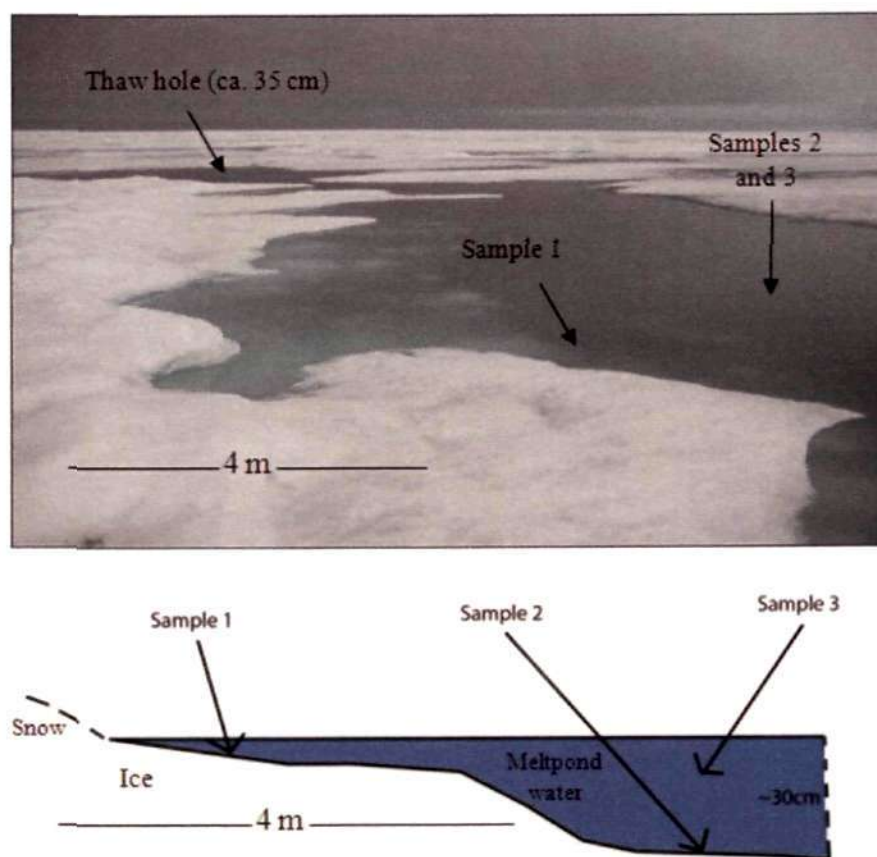 Thaw hole (ca. 35 cm)
Samples 2
and 3
Sample 1
4 m
Sample 1
Sample 2
Sample 3
Snow
Ice
Meltpond
water
~30cm
4 m